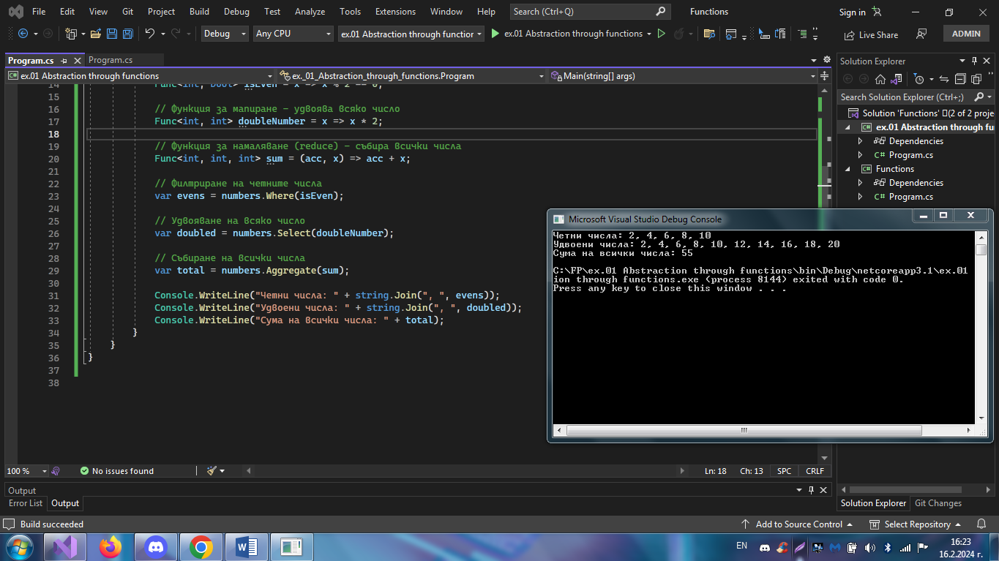 File Edit View Git Project Build Debug Test Analyze Tools Extensions Window Help Search (Ctrl+Q) Functions Sign in
Debug Any CPU ex.01 Abstraction through function ex.01 Abstraction through functions Live Share ADMIN
Program.cs Program.cs
ex.01 Abstraction through functions ex._01_Abstraction_through_functions.Program Main(string[] args)
14 Func<int, bool> isEven = x => x % 2 == 0;
15
16 // Функция за мапиране – удвоява всяко число
17 Func<int, int> doubleNumber = x => x * 2;
18
19 // Функция за намаляване (reduce) – събира всички числа
20 Func<int, int, int> sum = (acc, x) => acc + x;
21
22 // Филтриране на четните числа
23 var evens = numbers.Where(isEven);
24
25 // Удвояване на всяко число
26 var doubled = numbers.Select(doubleNumber);
27
28 // Събиране на всички числа
29 var total = numbers.Aggregate(sum);
30
31 Console.WriteLine("Четни числа: " + string.Join(", ", evens));
32 Console.WriteLine("Удвоени числа: " + string.Join(", ", doubled));
33 Console.WriteLine("Сума на всички числа: " + total);
34 }
35 }
36 }
37
38
Solution Explorer
Search Solution Explorer (Ctrl+;)
Solution 'Functions' (2 of 2 proje
ex.01 Abstraction through fu
Dependencies
C# Program.cs
Functions
Dependencies
C# Program.cs
Microsoft Visual Studio Debug Console
Четни числа: 2, 4, 6, 8, 10
Удвоени числа: 2, 4, 6, 8, 10, 12, 14, 16, 18, 20
Сума на всички числа: 55
C:\FP\ex.01 Abstraction through functions\bin\Debug\netcoreapp3.1\ex.01
ion through functions.exe (process 8144) exited with code 0.
Press any key to close this window . . .
100 % No issues found Ln: 18 Ch: 13 SPC CRLF
Output
Error List Output
Solution Explorer Git Changes
Build succeeded Add to Source Control Select Repository
EN 16:23
16.2.2024 г.